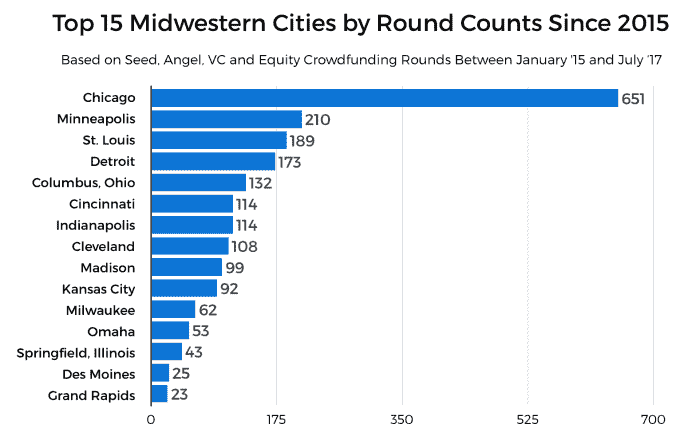 Top 15 Midwestern Cities by Round Counts Since 2015
Based on Seed, Angel, VC and Equity Crowdfunding Rounds Between January '15 and July '17
Chicago 651
Minneapolis 210
St. Louis 189
Detroit 173
Columbus, Ohio 132
Cincinnati 114
Indianapolis 114
Cleveland 108
Madison 99
Kansas City 92
Milwaukee 62
Omaha 53
Springfield, Illinois 43
Des Moines 25
Grand Rapids 23
0 175 350 525 700